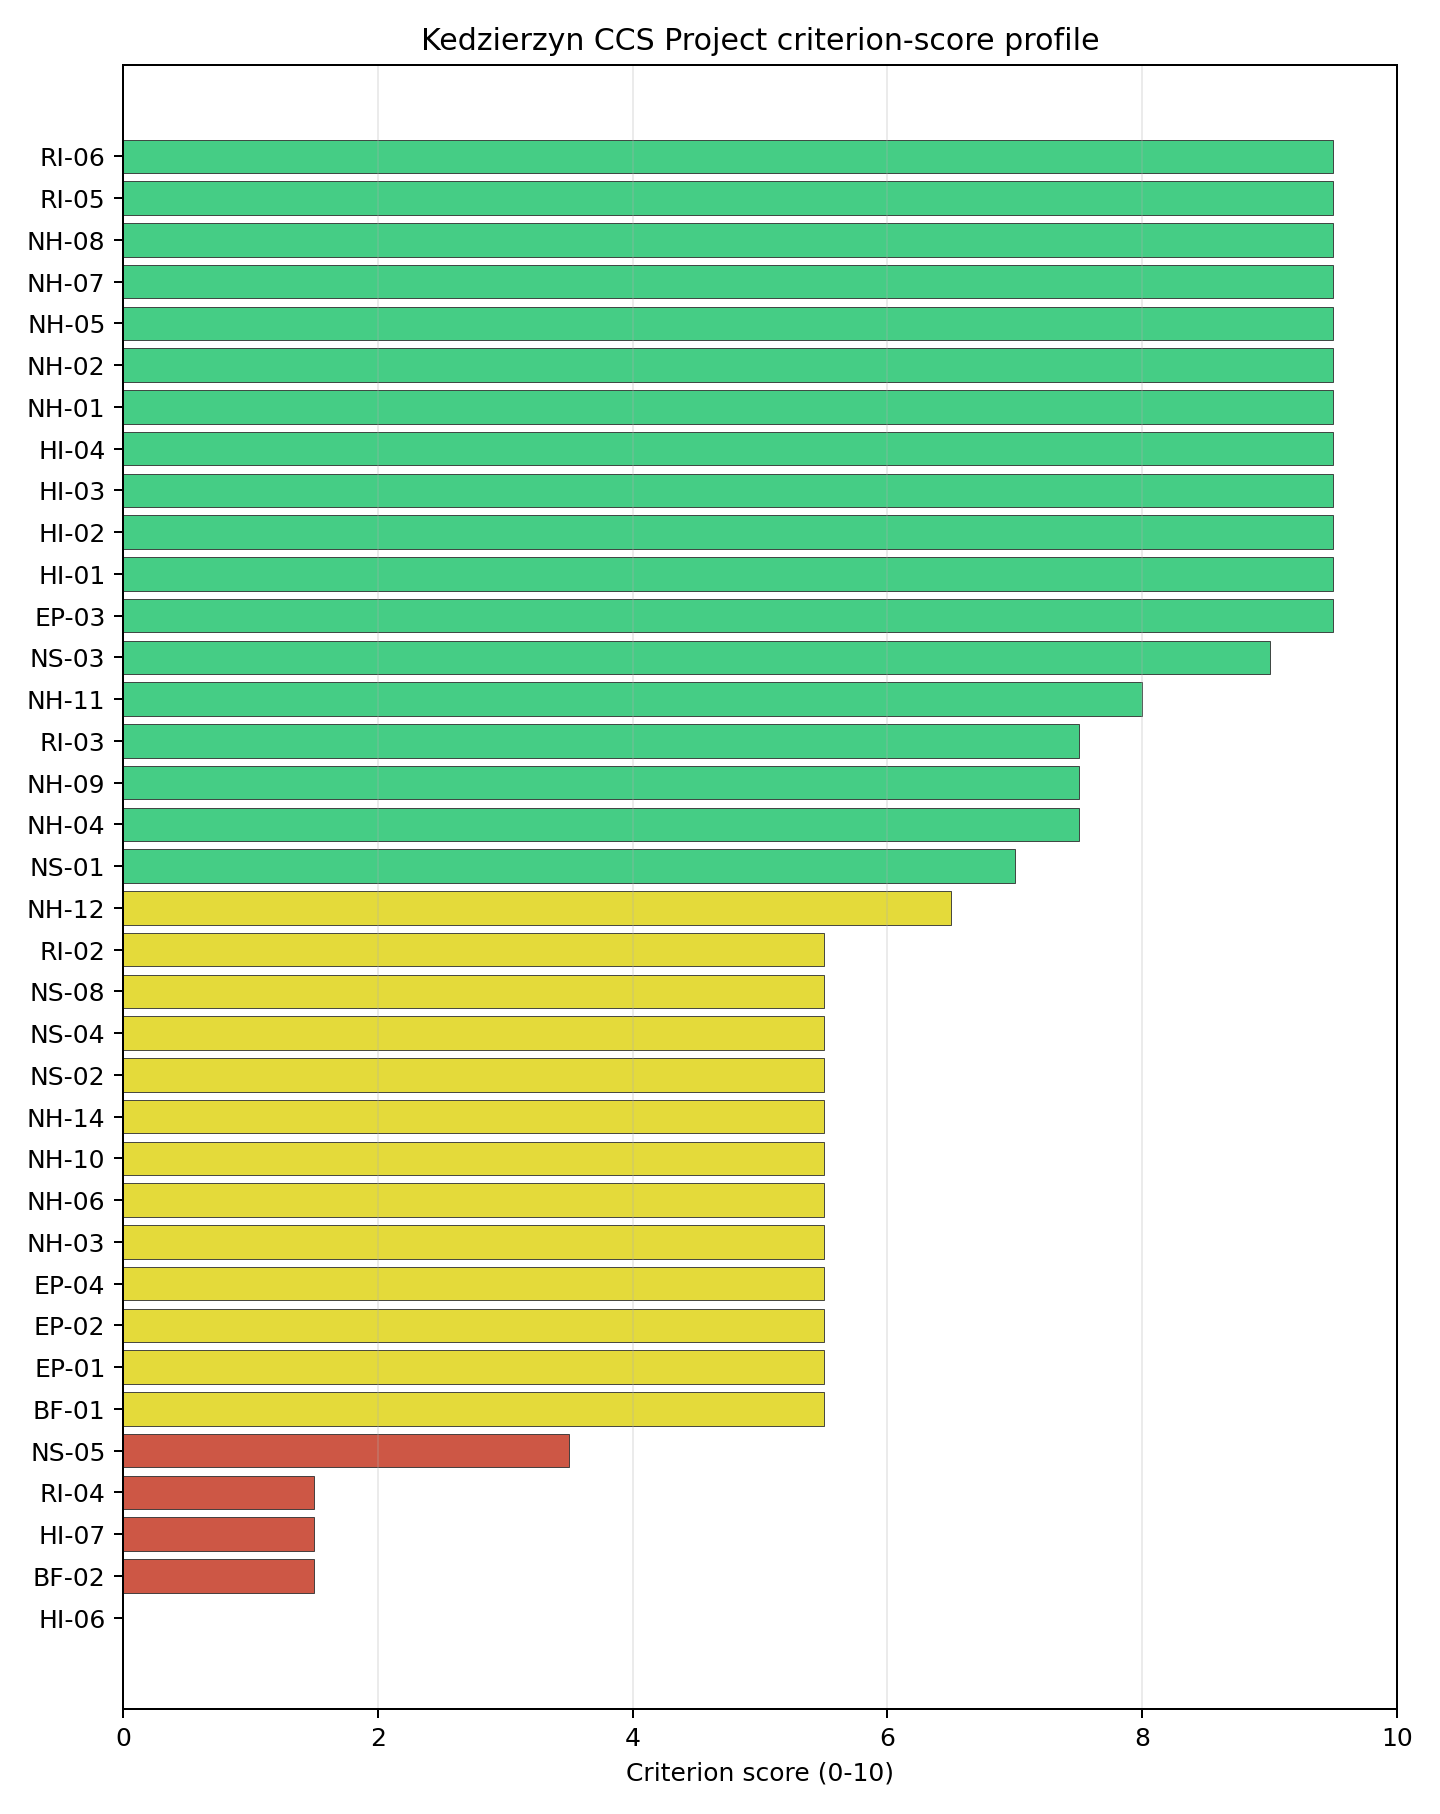 Kedzierzyn CCS Project criterion-score profile
RI-06
RI-05
NH-08
NH-07
NH-05
NH-02
NH-01
HI-04
HI-03
HI-02
HI-01
EP-03
NS-03
NH-11
RI-03
NH-09
NH-04
NS-01
NH-12
RI-02
NS-08
NS-04
NS-02
NH-14
NH-10
NH-06
NH-03
EP-04
EP-02
EP-01
BF-01
NS-05
RI-04
HI-07
BF-02
HI-06
0 2 4 6 8 10
Criterion score (0-10)